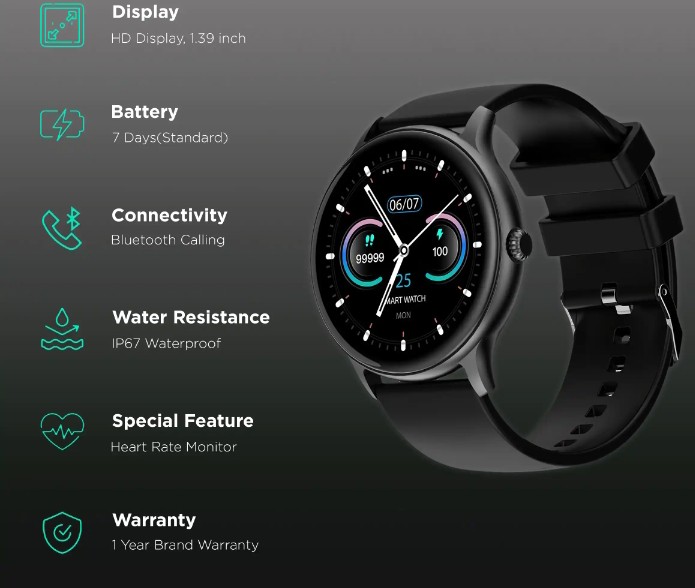 Display
HD Display, 1.39 inch
Battery
7 Days(Standard)
Connectivity
Bluetooth Calling
Water Resistance
IP67 Waterproof
Special Feature
Heart Rate Monitor
Warranty
1 Year Brand Warranty
06/07
99999
100
25
MART WATCH
MON